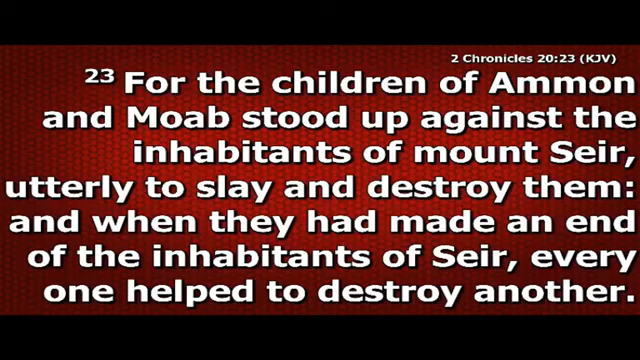 2 Chronicles 20:23 (KJV)
23 For the children of Ammon
and Moab stood up against the
inhabitants of mount Seir,
utterly to slay and destroy them:
and when they had made an end
of the inhabitants of Seir, every
one helped to destroy another.